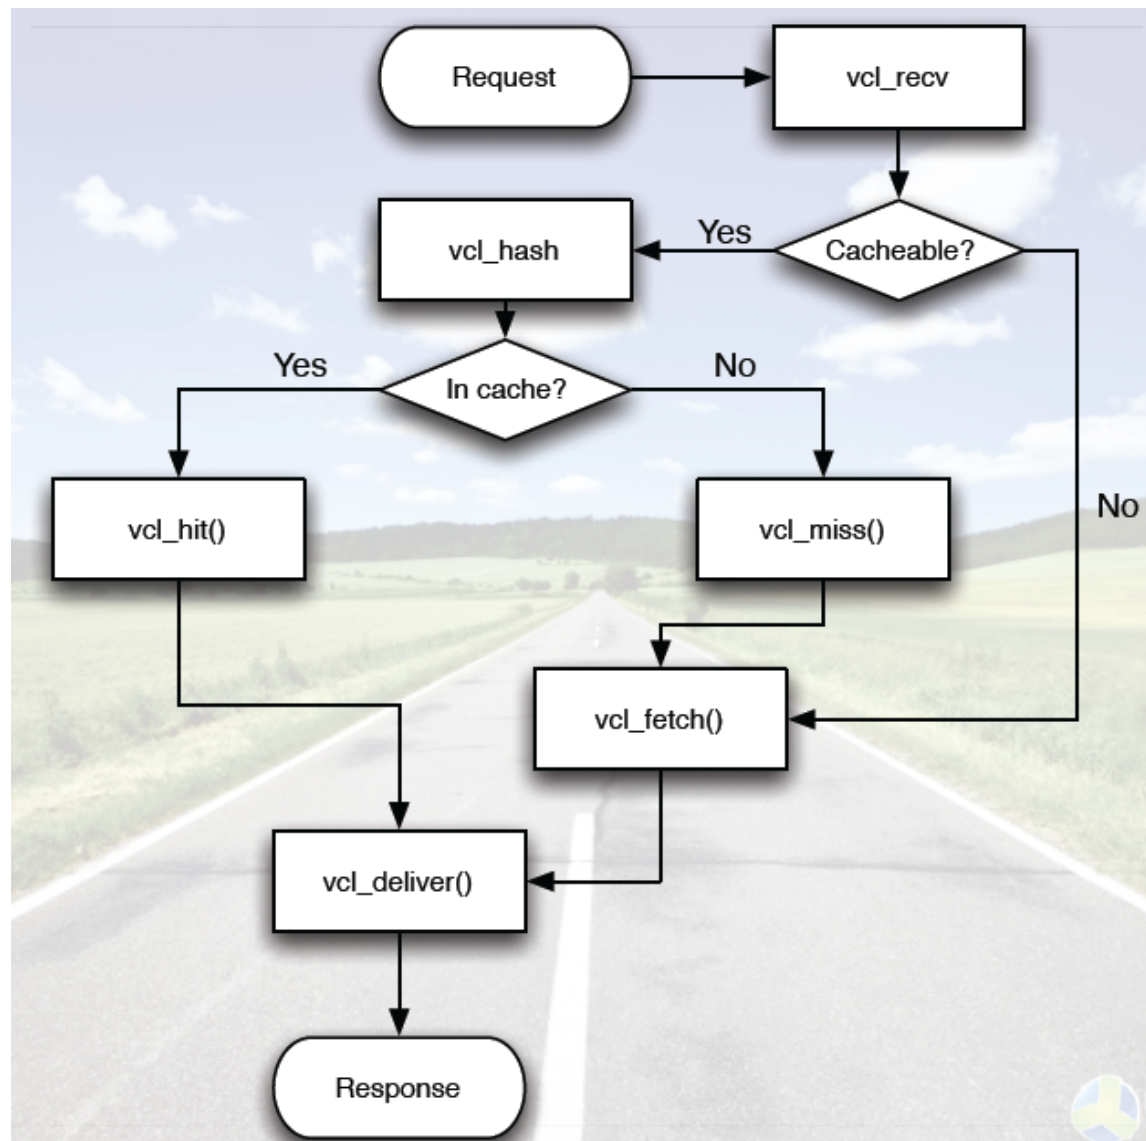 Request
vcl_recv
vcl_hash
Yes
Cacheable?
Yes
In cache?
No
vcl_hit()
vcl_miss()
No
vcl_fetch()
vcl_deliver()
Response